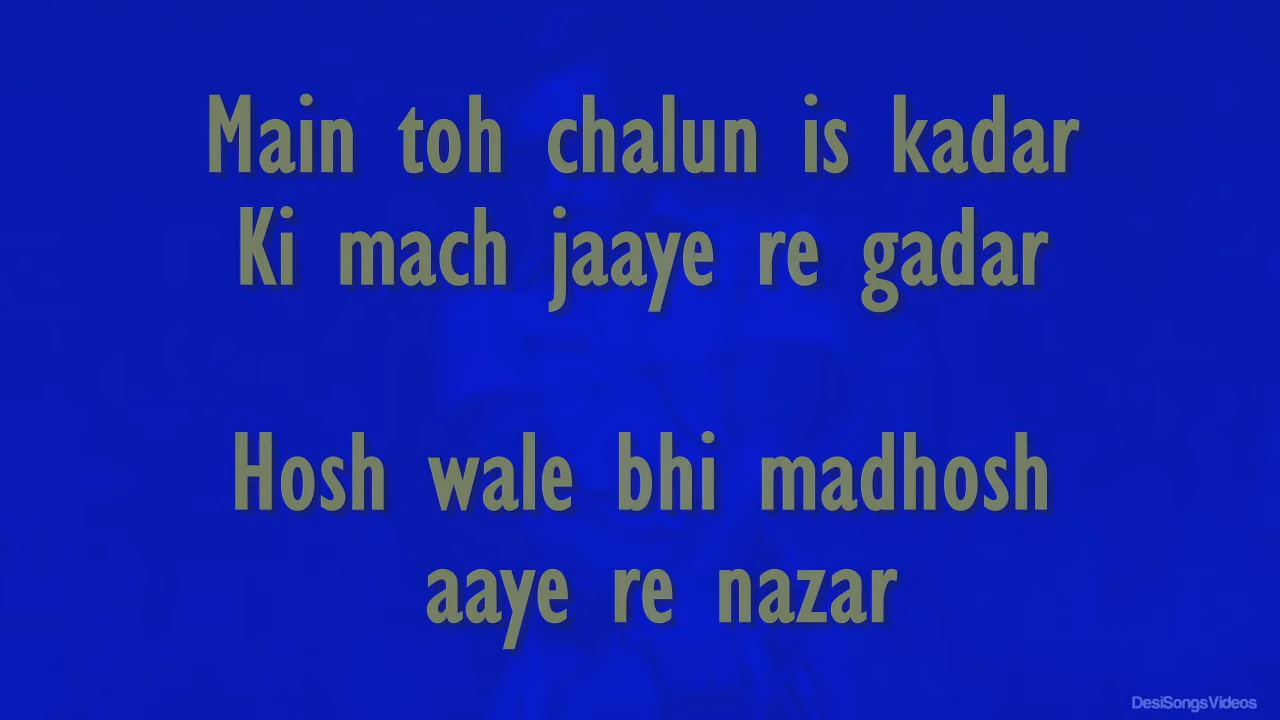 Main toh chalun is kadar
Ki mach jaaye re gadar
Hosh wale bhi madhosh
aaye re nazar
DesiSongsVideos